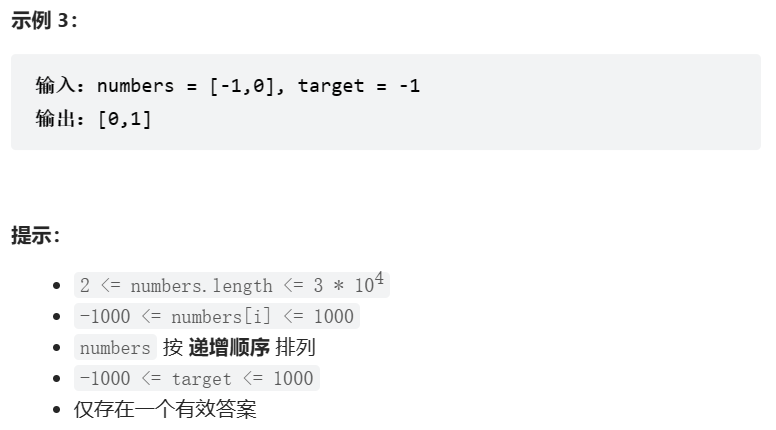 示例 3：
输入：numbers = [-1,0], target = -1
输出：[0,1]
提示：
• 2 <= numbers.length <= 3 * 10⁴
• -1000 <= numbers[i] <= 1000
• numbers 按 递增顺序 排列
• -1000 <= target <= 1000
• 仅存在一个有效答案